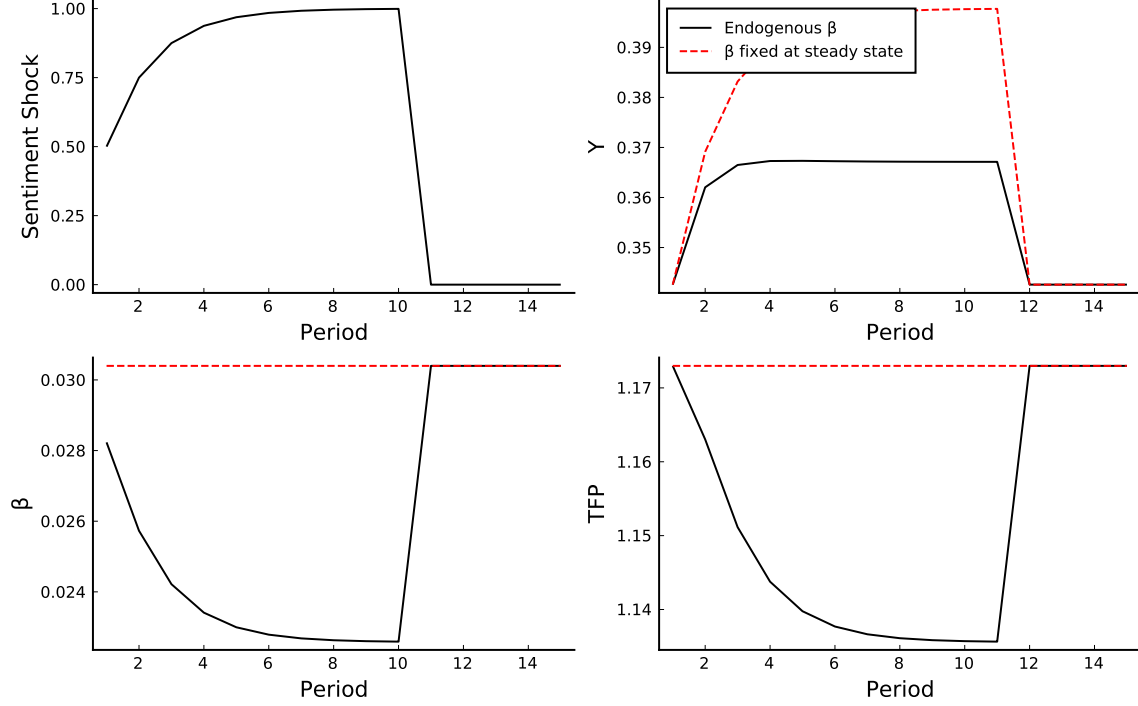 1.00
0.75
0.50
0.25
0.00
Sentiment Shock
2 4 6 8 10 12 14
Period
Endogenous β
β fixed at steady state
0.39
0.38
0.37
0.36
0.35
Y
2 4 6 8 10 12 14
Period
0.030
0.028
0.026
0.024
β
2 4 6 8 10 12 14
Period
1.17
1.16
1.15
1.14
TFP
2 4 6 8 10 12 14
Period